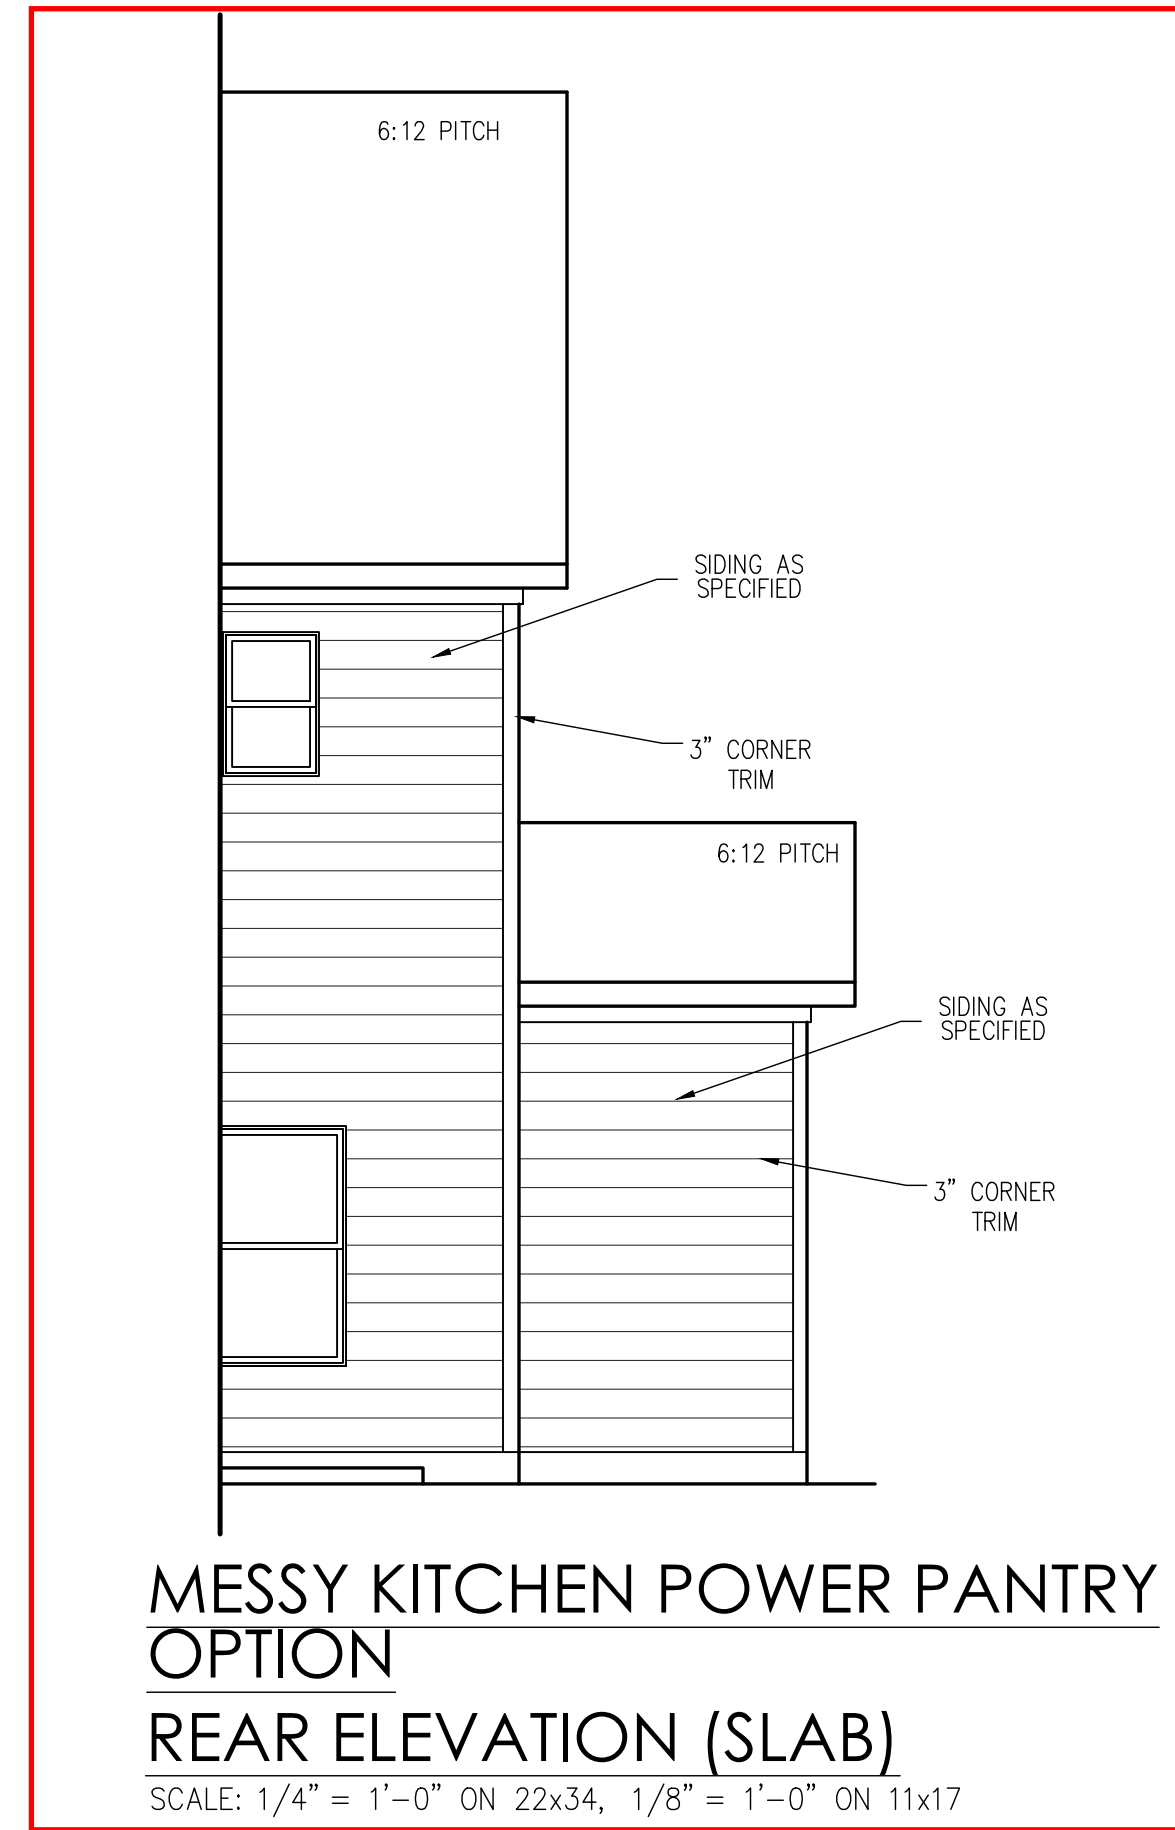 6:12 PITCH
SIDING AS
SPECIFIED
3" CORNER
TRIM
6:12 PITCH
SIDING AS
SPECIFIED
3" CORNER
TRIM
MESSY KITCHEN POWER PANTRY
OPTION
REAR ELEVATION (SLAB)
SCALE: 1/4" = 1'-0" ON 22x34, 1/8" = 1'-0" ON 11x17